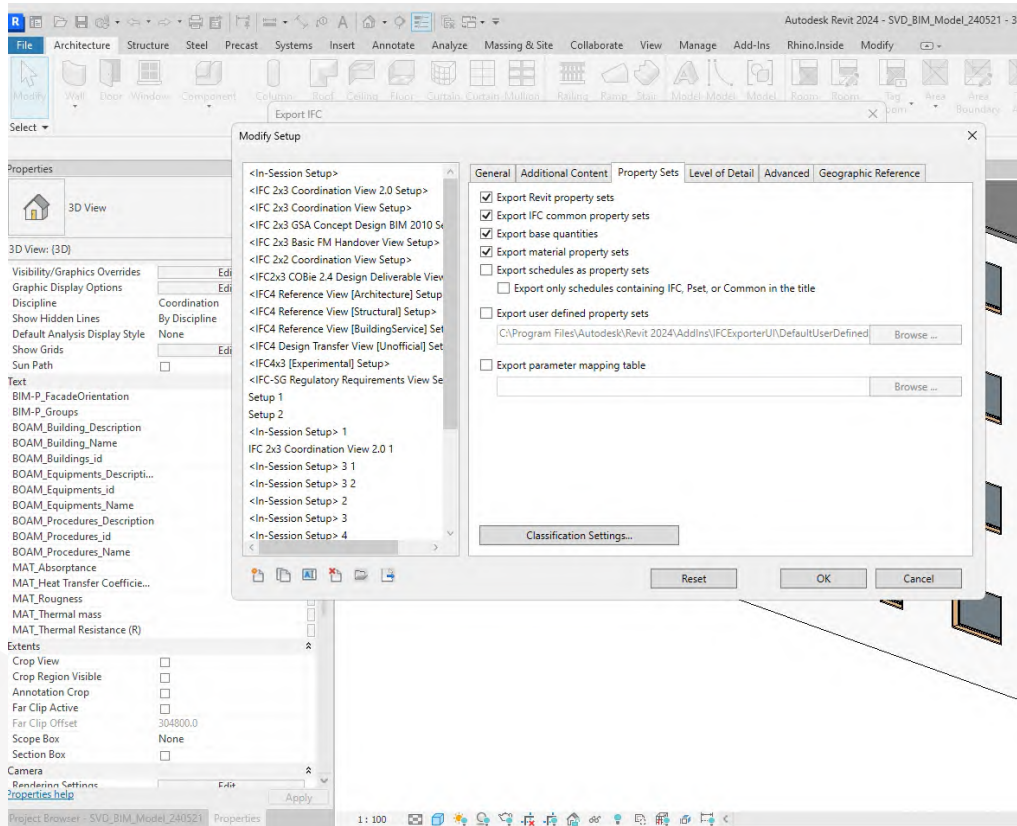 Autodesk Revit 2024 - SVD_BIM_Model_240521 - 3
File Architecture Structure Steel Precast Systems Insert Annotate Analyze Massing & Site Collaborate View Manage Add-Ins Rhino.Inside Modify
Modify Wall Door Window Component Column Roof Ceiling Floor Curtain Curtain Mullion Railing Ramp Stair Model Model Model Room Room Tag Area Area
Boundary
Select
Export IFC
Modify Setup
Properties
3D View
3D View: {3D}
Visibility/Graphics Overrides Edi
Graphic Display Options Edi
Discipline Coordination
Show Hidden Lines By Discipline
Default Analysis Display Style None
Show Grids Edi
Sun Path
Text
BIM-P_FacadeOrientation
BIM-P_Groups
BOAM_Building_Description
BOAM_Building_Name
BOAM_Buildings_id
BOAM_Equipments_Descripti...
BOAM_Equipments_id
BOAM_Equipments_Name
BOAM_Procedures_Description
BOAM_Procedures_id
BOAM_Procedures_Name
MAT_Absorptance
MAT_Heat Transfer Coefficie...
MAT_Rougness
MAT_Thermal mass
MAT_Thermal Resistance (R)
Extents
Crop View
Crop Region Visible
Annotation Crop
Far Clip Active
Far Clip Offset 304800.0
Scope Box None
Section Box
Camera
Rendering Settings Edit
Properties help Apply
Project Browser - SVD_BIM_Model_240521 Properties
<In-Session Setup>
<IFC 2x3 Coordination View 2.0 Setup>
<IFC 2x3 Coordination View Setup>
<IFC 2x3 GSA Concept Design BIM 2010 Se
<IFC 2x3 Basic FM Handover View Setup>
<IFC 2x2 Coordination View Setup>
<IFC2x3 COBie 2.4 Design Deliverable View
<IFC4 Reference View [Architecture] Setup
<IFC4 Reference View [Structural] Setup>
<IFC4 Reference View [BuildingService] Set
<IFC4 Design Transfer View [Unofficial] Set
<IFC4x3 [Experimental] Setup>
<IFC-SG Regulatory Requirements View Se
Setup 1
Setup 2
<In-Session Setup> 1
IFC 2x3 Coordination View 2.0 1
<In-Session Setup> 3 1
<In-Session Setup> 3 2
<In-Session Setup> 2
<In-Session Setup> 3
<In-Session Setup> 4
General Additional Content Property Sets Level of Detail Advanced Geographic Reference
Export Revit property sets
Export IFC common property sets
Export base quantities
Export material property sets
Export schedules as property sets
Export only schedules containing IFC, Pset, or Common in the title
Export user defined property sets
C:\Program Files\Autodesk\Revit 2024\AddIns\IFCExporterUI\DefaultUserDefined Browse ...
Export parameter mapping table
Browse ...
Classification Settings...
Reset OK Cancel
1 : 100